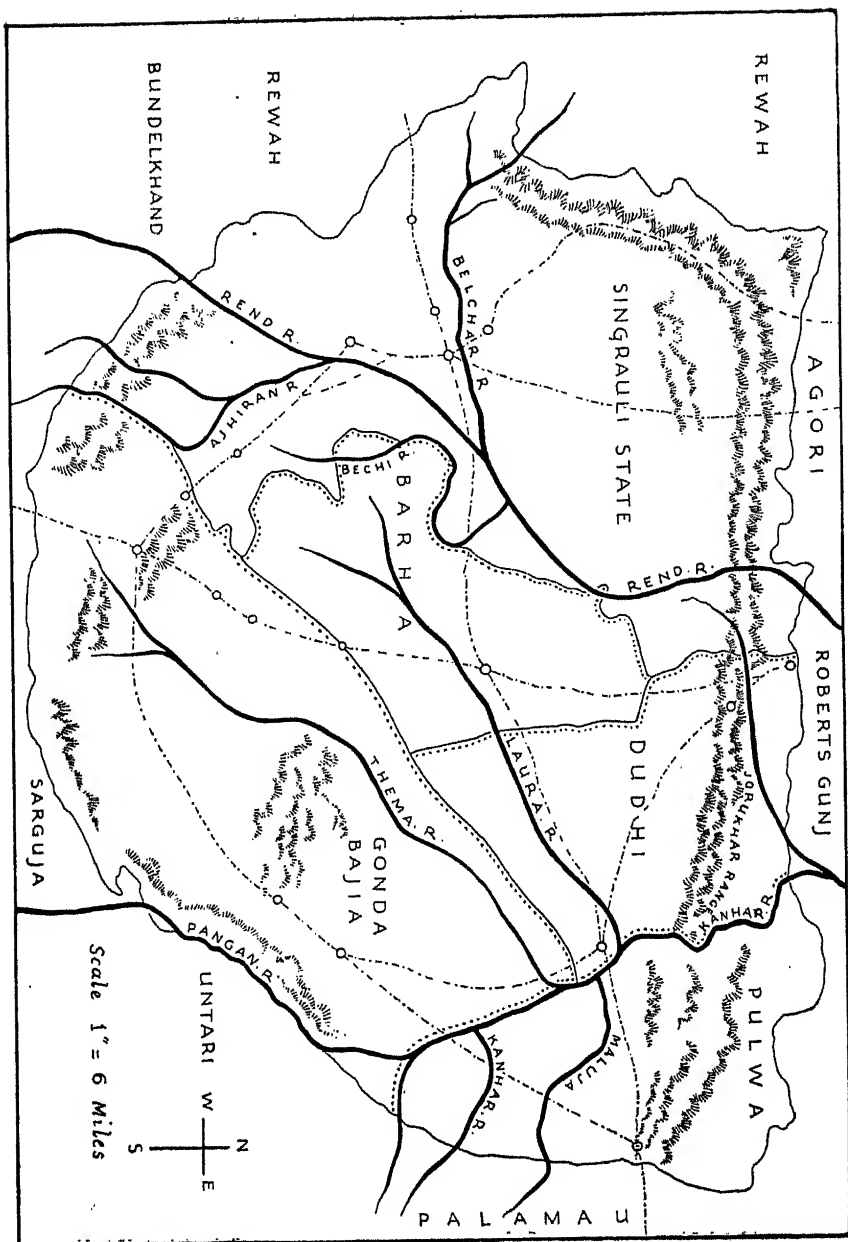 REWAH
AGORI
ROBERTS GUNJ
SINGRAULI STATE
REND. R.
JORUKHAR RANGE
KANHAR. R.
PULWA
DUDHI
BELCHAR R
REWAH
BUNDELKHAND
REND R.
AJHIRAN R
BECHI R.
BARHA
LAURA. R.
THEMA. R.
GONDA
BAJIA
MALUJA
KANHAR. R.
PANGAN. R
SARGUJA
UNTARI
PALAMAU
N
W
E
S
Scale 1" = 6 Miles